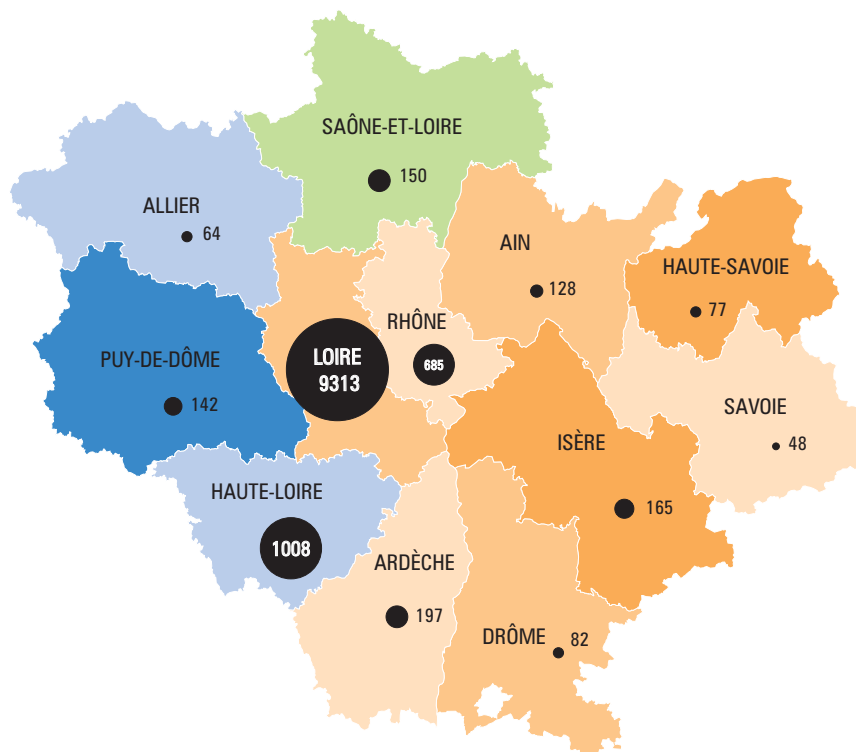 SAÔNE-ET-LOIRE
150
ALLIER
64
AIN
128
HAUTE-SAVOIE
77
RHÔNE
685
LOIRE
9313
PUY-DE-DÔME
142
SAVOIE
48
ISÈRE
165
HAUTE-LOIRE
1008
ARDÈCHE
197
DRÔME
82